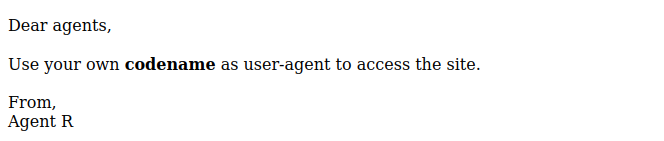 Dear agents,
Use your own codename as user-agent to access the site.
From,
Agent R